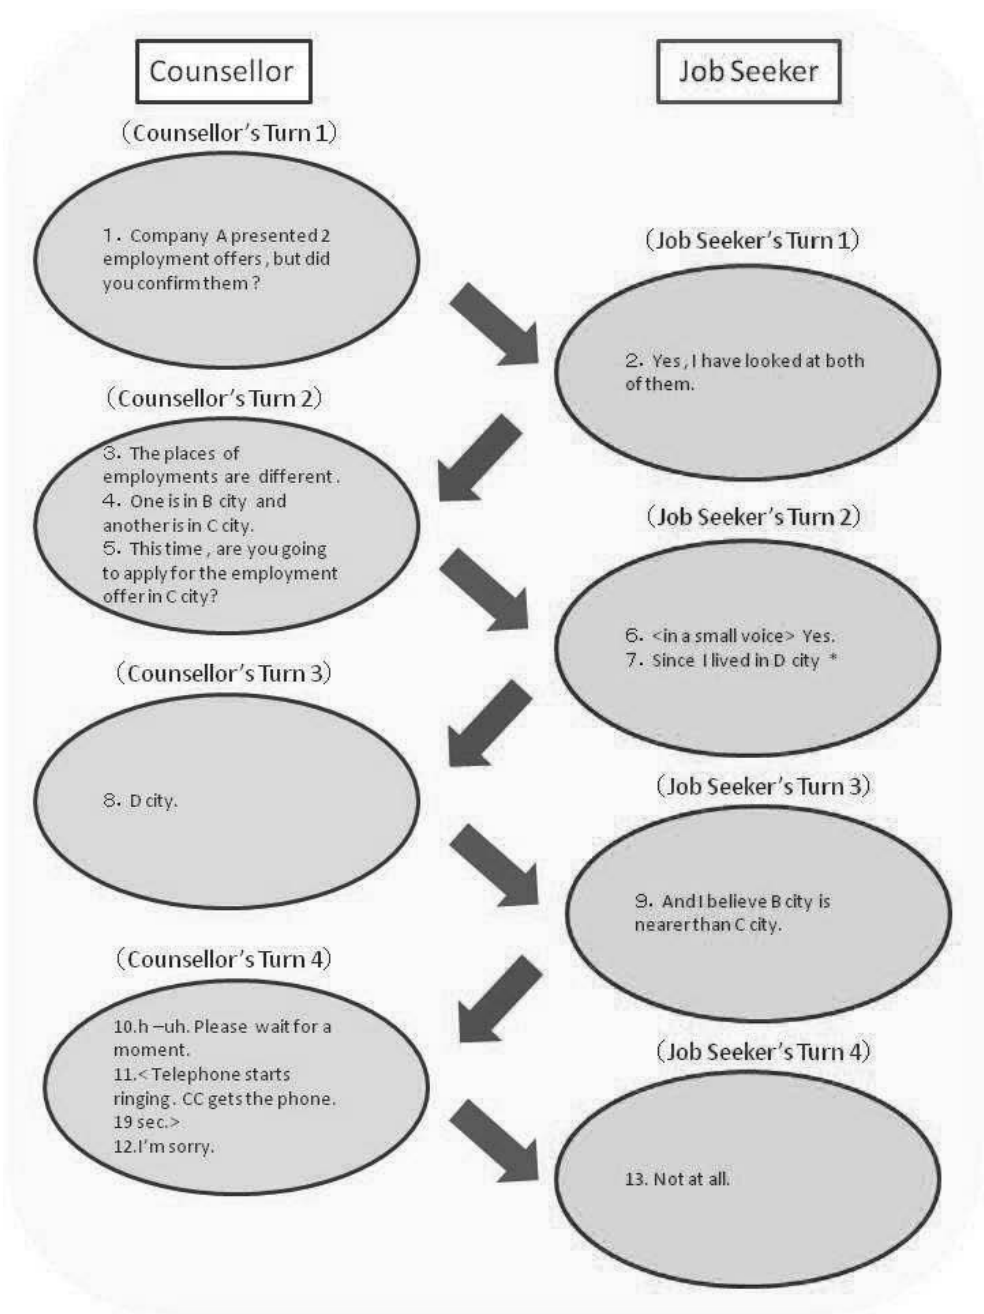 Counsellor
Job Seeker
(Counsellor's Turn 1)
1. Company A presented 2
employment offers, but did
you confirm them?
(Job Seeker's Turn 1)
2. Yes, I have looked at both
of them.
(Counsellor's Turn 2)
3. The places of
employments are different.
4. One is in B city and
another is in C city.
5. This time, are you going
to apply for the employment
offer in C city?
(Job Seeker's Turn 2)
6. <in a small voice> Yes.
7. Since I lived in D city *
(Counsellor's Turn 3)
8. D city.
(Job Seeker's Turn 3)
9. And I believe B city is
nearer than C city.
(Counsellor's Turn 4)
10.h –uh. Please wait for a
moment.
11.< Telephone starts
ringing. CC gets the phone.
19 sec.>
12.I'm sorry.
(Job Seeker's Turn 4)
13. Not at all.